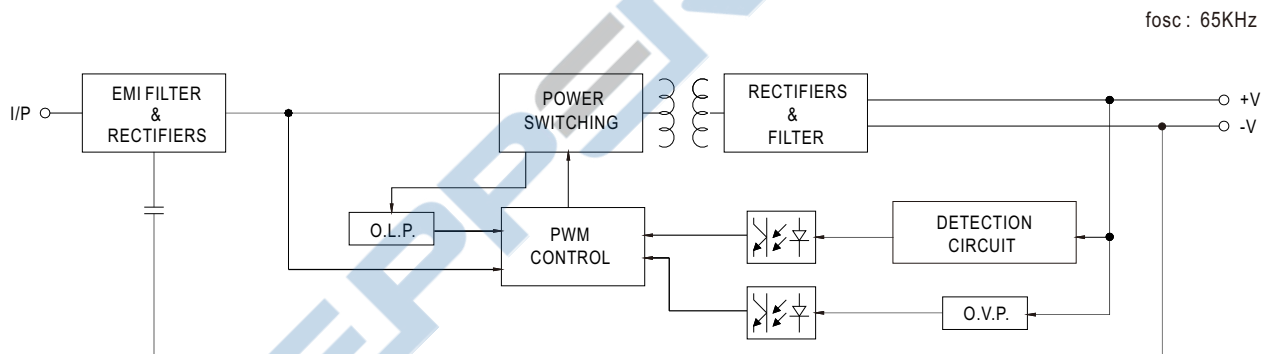 fosc : 65KHz
I/P
EMI FILTER
&
RECTIFIERS
POWER
SWITCHING
RECTIFIERS
&
FILTER
+V
-V
O.L.P.
PWM
CONTROL
DETECTION
CIRCUIT
O.V.P.